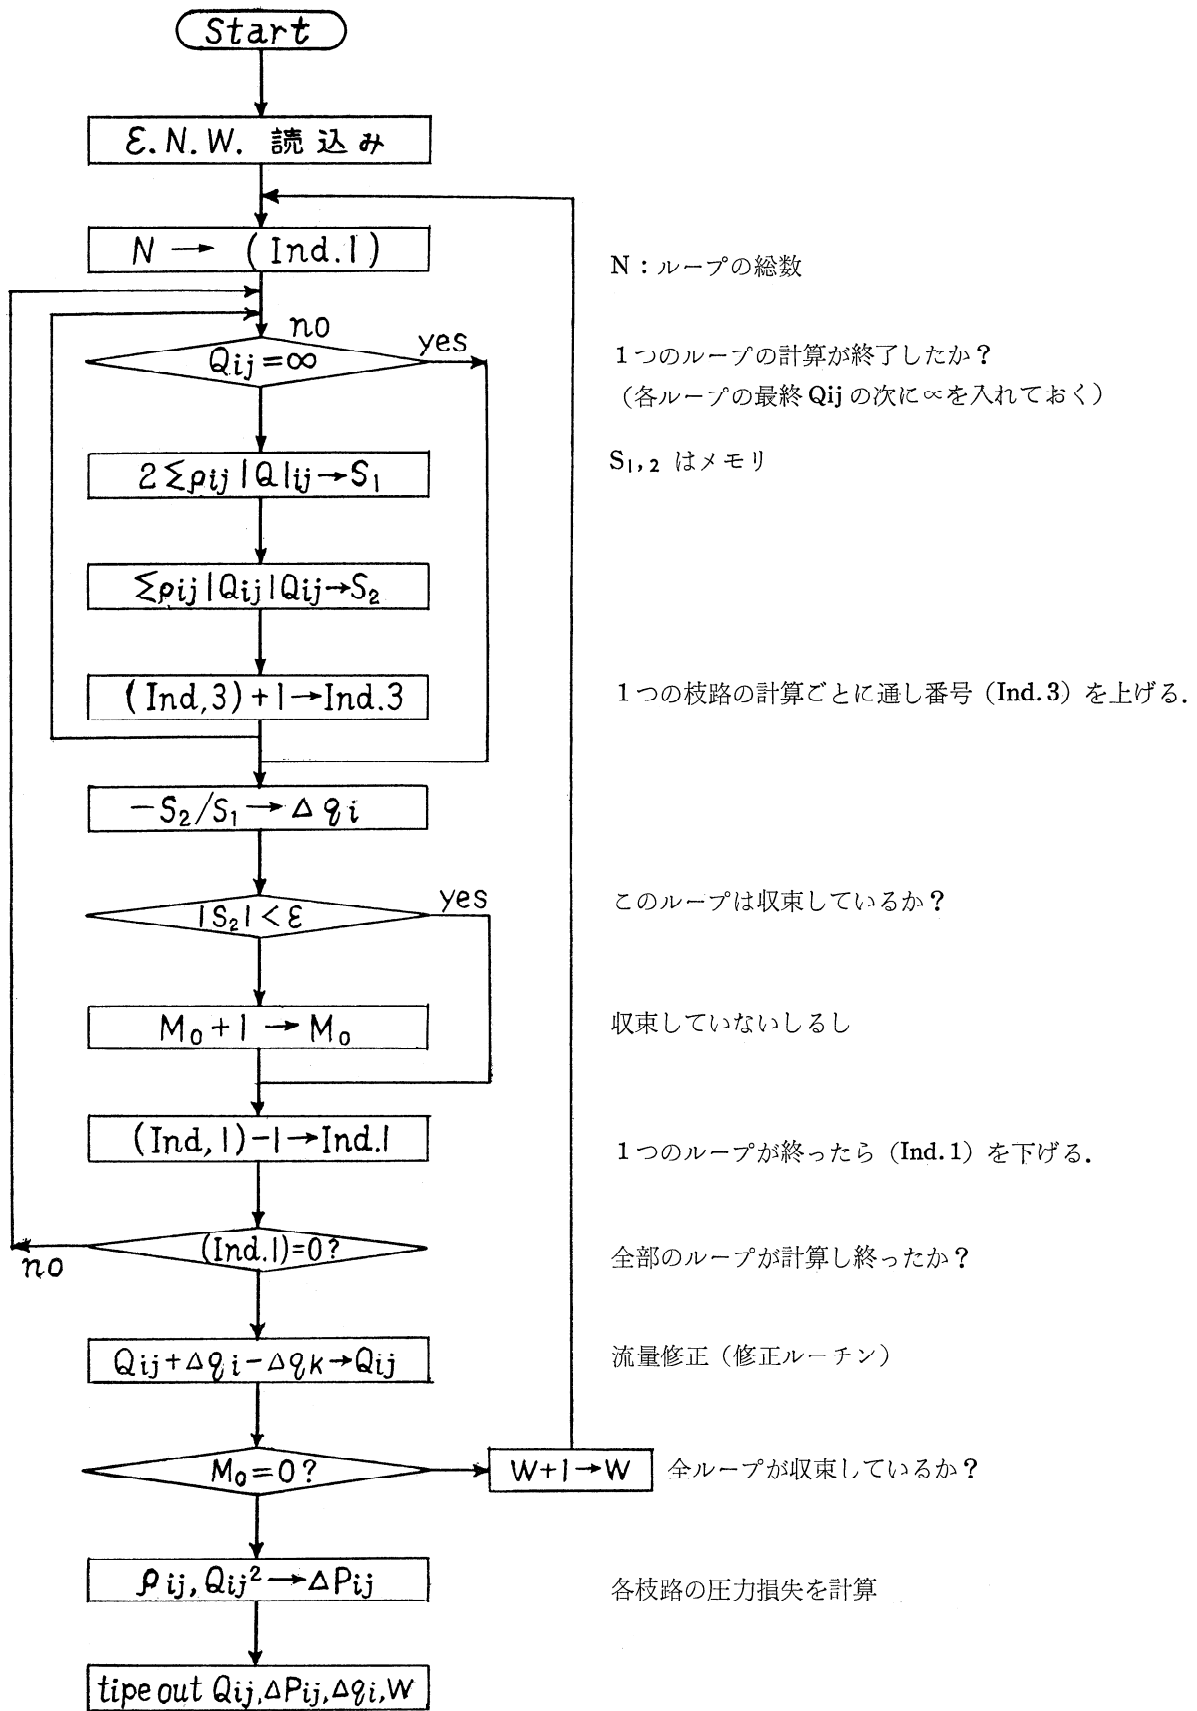 Start
ε.N.W. 読込み
N → (Ind.1)
N：ループの総数
no
Qij=∞
yes
1つのループの計算が終了したか？
（各ループの最終Qijの次に∝を入れておく）
2Σρij|Q|ij→S₁
S₁,₂ はメモリ
Σρij|Qij|Qij→S₂
(Ind,3)+1→Ind.3
1つの枝路の計算ごとに通し番号（Ind.3）を上げる.
−S₂/S₁→Δqi
|S₂|<ε
yes
このループは収束しているか？
M₀+1→M₀
収束していないしるし
(Ind,1)−1→Ind.1
1つのループが終ったら（Ind.1）を下げる.
(Ind.1)=0?
no
全部のループが計算し終ったか？
Qij+Δqi−Δqk→Qij
流量修正（修正ルーチン）
M₀=0?
W+1→W
全ループが収束しているか？
ρij,Qij²→ΔPij
各枝路の圧力損失を計算
tipe out Qij,ΔPij,Δqi,W